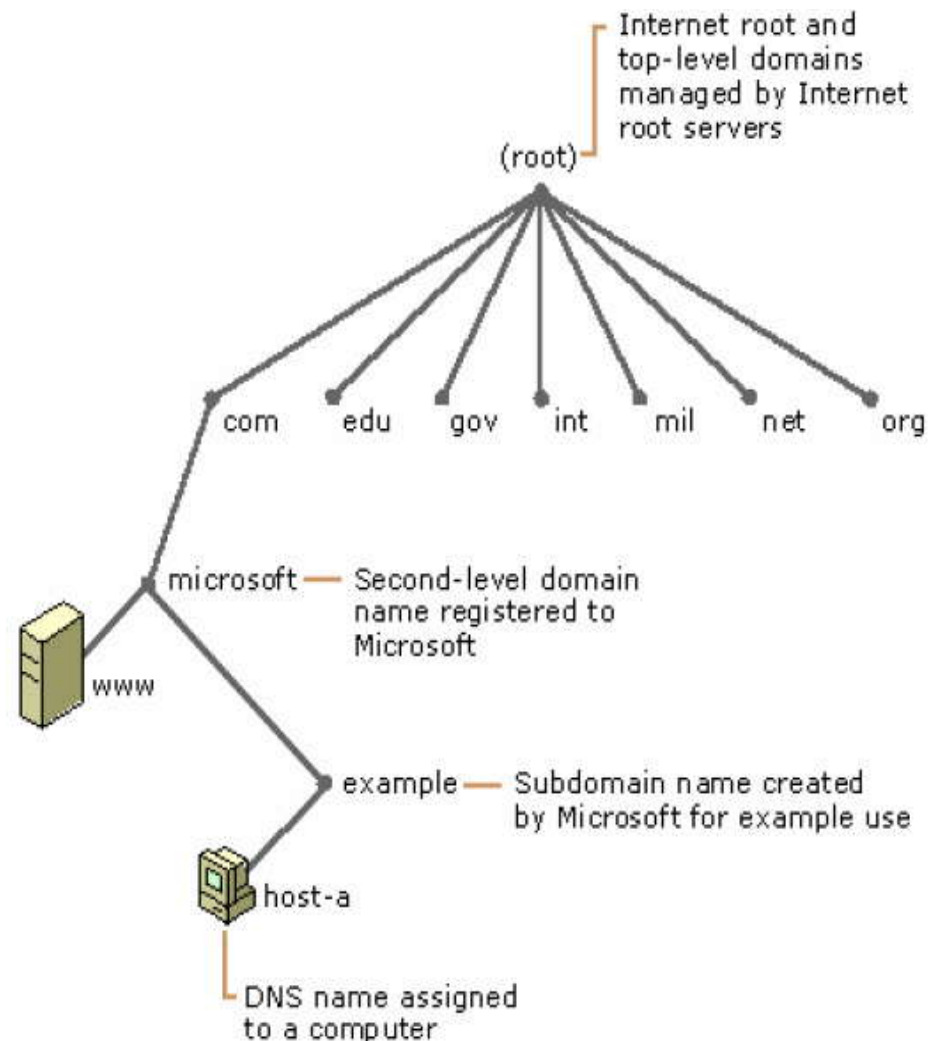 Internet root and
top-level domains
managed by Internet
root servers
(root)
com edu gov int mil net org
microsoft
Second-level domain
name registered to
Microsoft
www
example
Subdomain name created
by Microsoft for example use
host-a
DNS name assigned
to a computer